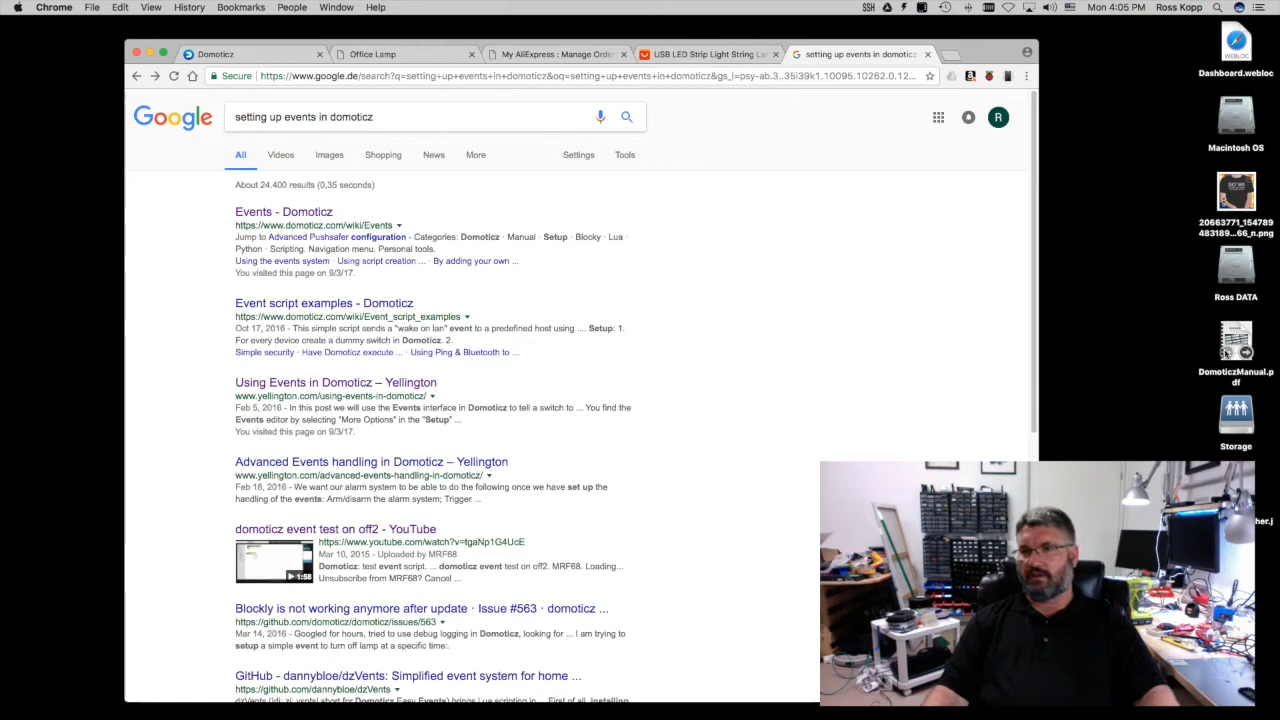 Chrome File Edit View History Bookmarks People Window Help
Mon 4:05 PM Ross Kopp
Domoticz
Office Lamp
My AliExpress : Manage Order
USB LED Strip Light String La
setting up events in domoticz
Secure https://www.google.de/search?q=setting+up+events+in+domoticz&oq=setting+up+events+in+domoticz&gs_l=psy-ab.3...35i39k1.10095.10262.0.12...
Google
setting up events in domoticz
R
All Videos Images Shopping News More Settings Tools
About 24.400 results (0,35 seconds)
Events - Domoticz
https://www.domoticz.com/wiki/Events
Jump to Advanced Pushsafer configuration - Categories: Domoticz · Manual · Setup · Blocky · Lua ·
Python · Scripting. Navigation menu. Personal tools.
Using the events system · Using script creation ... · By adding your own ...
You visited this page on 9/3/17.
Event script examples - Domoticz
https://www.domoticz.com/wiki/Event_script_examples
Oct 17, 2016 - This simple script sends a "wake on lan" event to a predefined host using .... Setup: 1.
For every device create a dummy switch in Domoticz. 2.
Simple security · Have Domoticz execute ... · Using Ping & Bluetooth to ...
Using Events in Domoticz – Yellington
www.yellington.com/using-events-in-domoticz/
Feb 5, 2016 - In this post we will use the Events interface in Domoticz to tell a switch to ... You find the
Events editor by selecting "More Options" in the "Setup" ...
You visited this page on 9/3/17.
Advanced Events handling in Domoticz – Yellington
www.yellington.com/advanced-events-handling-in-domoticz/
Feb 18, 2016 - We want our alarm system to be able to do the following once we have set up the
handling of the events: Arm/disarm the alarm system; Trigger ...
domoticz event test on off2 - YouTube
https://www.youtube.com/watch?v=tgaNp1G4UcE
Mar 10, 2015 - Uploaded by MRF68
Domoticz: test event script. ... domoticz event test on off2. MRF68. Loading...
Unsubscribe from MRF68? Cancel ...
1:58
Blockly is not working anymore after update · Issue #563 · domoticz ...
https://github.com/domoticz/domoticz/issues/563
Mar 14, 2016 - Googled for hours, tried to use debug logging in Domoticz, looking for ... I am trying to
setup a simple event to turn off lamp at a specific time:.
GitHub - dannybloe/dzVents: Simplified event system for home ...
https://github.com/dannybloe/dzVents
WEBLOC
Dashboard.webloc
Macintosh OS
20663771_154789
483189...66_n.png
Ross DATA
DomoticzManual.p
df
Storage
her.j